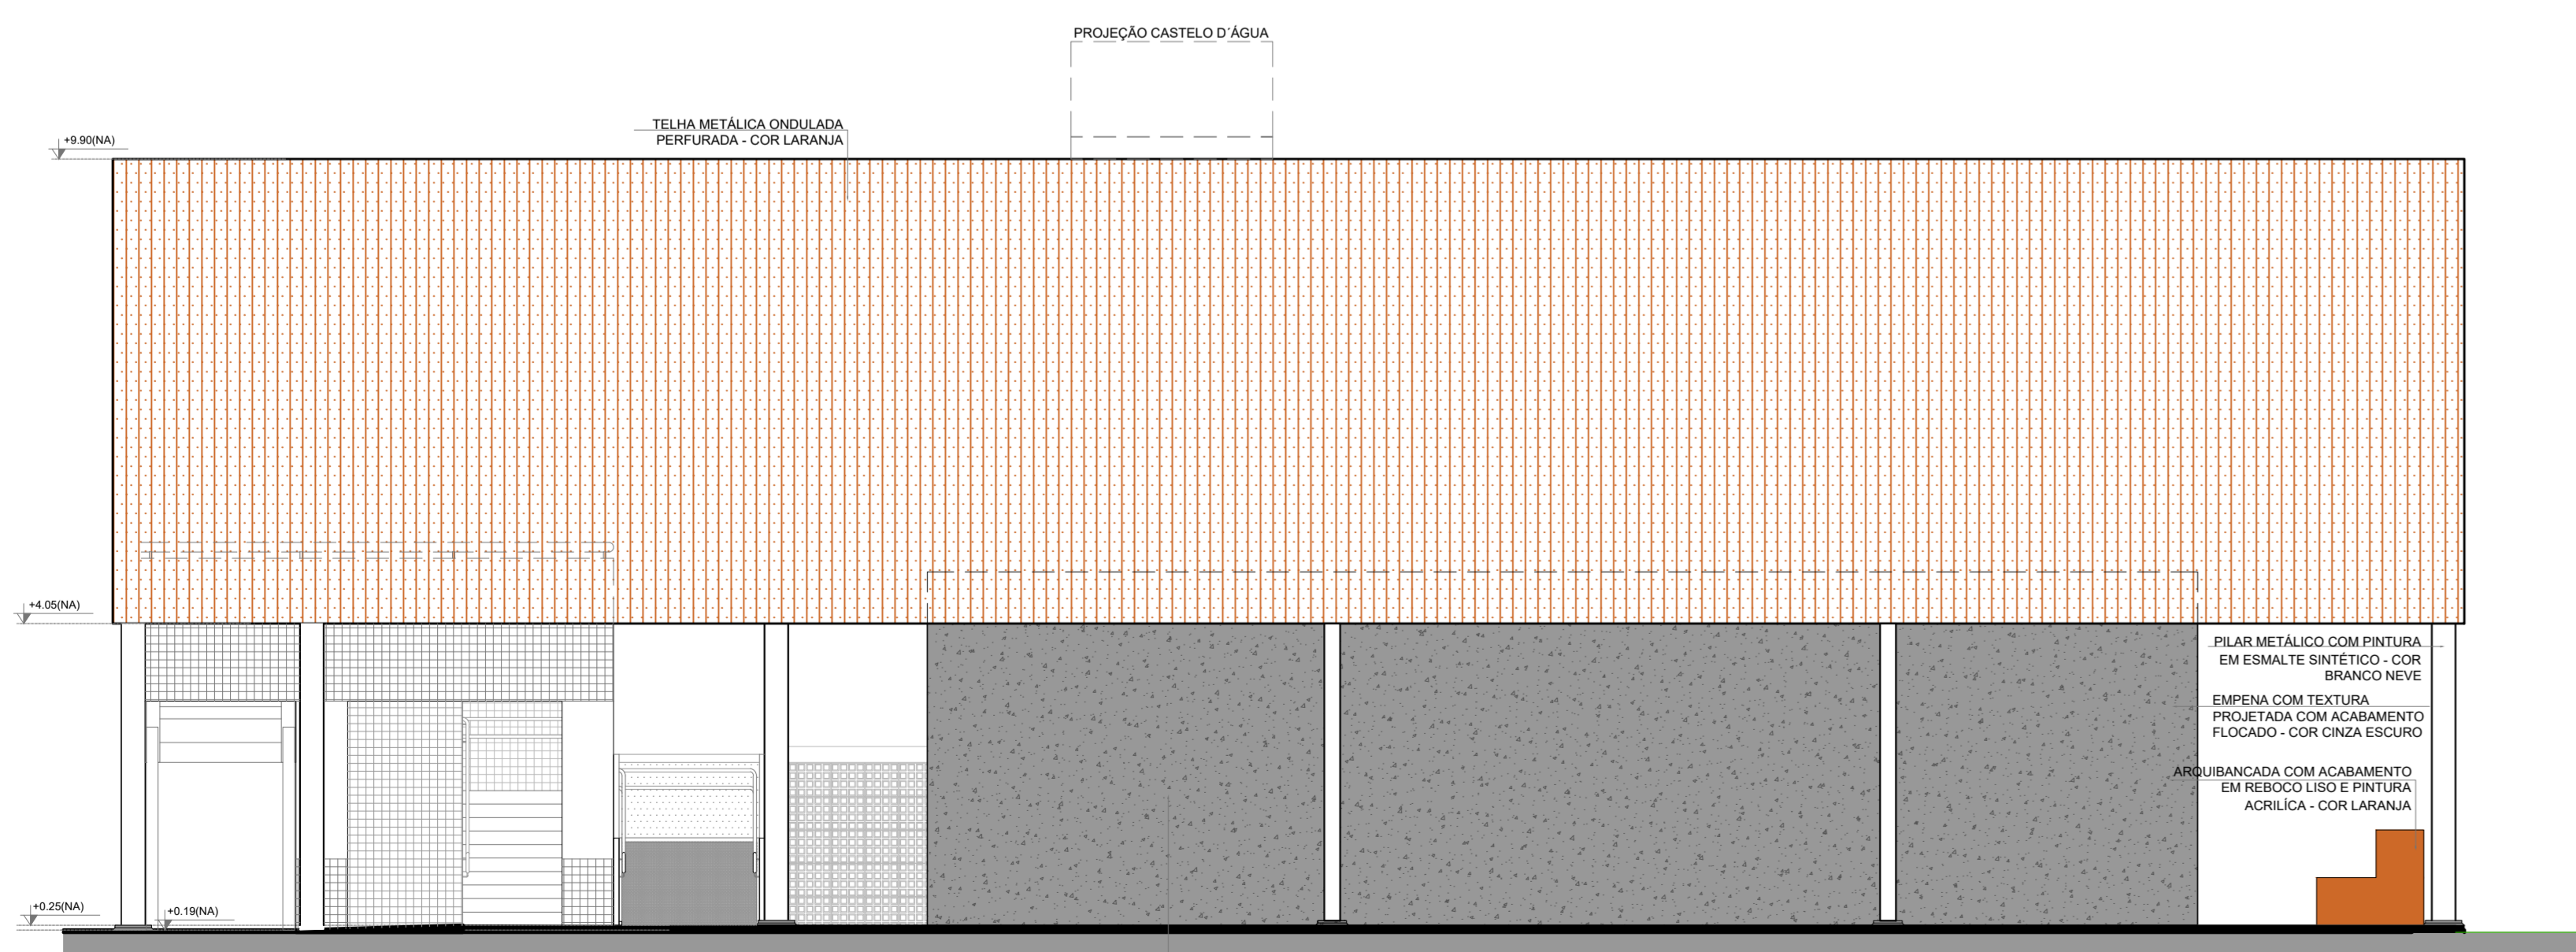 PROJEÇÃO CASTELO D´ÁGUA
TELHA METÁLICA ONDULADA
PERFURADA - COR LARANJA
+9.90(NA)
+4.05(NA)
PILAR METÁLICO COM PINTURA
EM ESMALTE SINTÉTICO - COR
BRANCO NEVE
EMPENA COM TEXTURA
PROJETADA COM ACABAMENTO
FLOCADO - COR CINZA ESCURO
ARQUIBANCADA COM ACABAMENTO
EM REBOCO LISO E PINTURA
ACRILÍCA - COR LARANJA
+0.25(NA)
+0.19(NA)